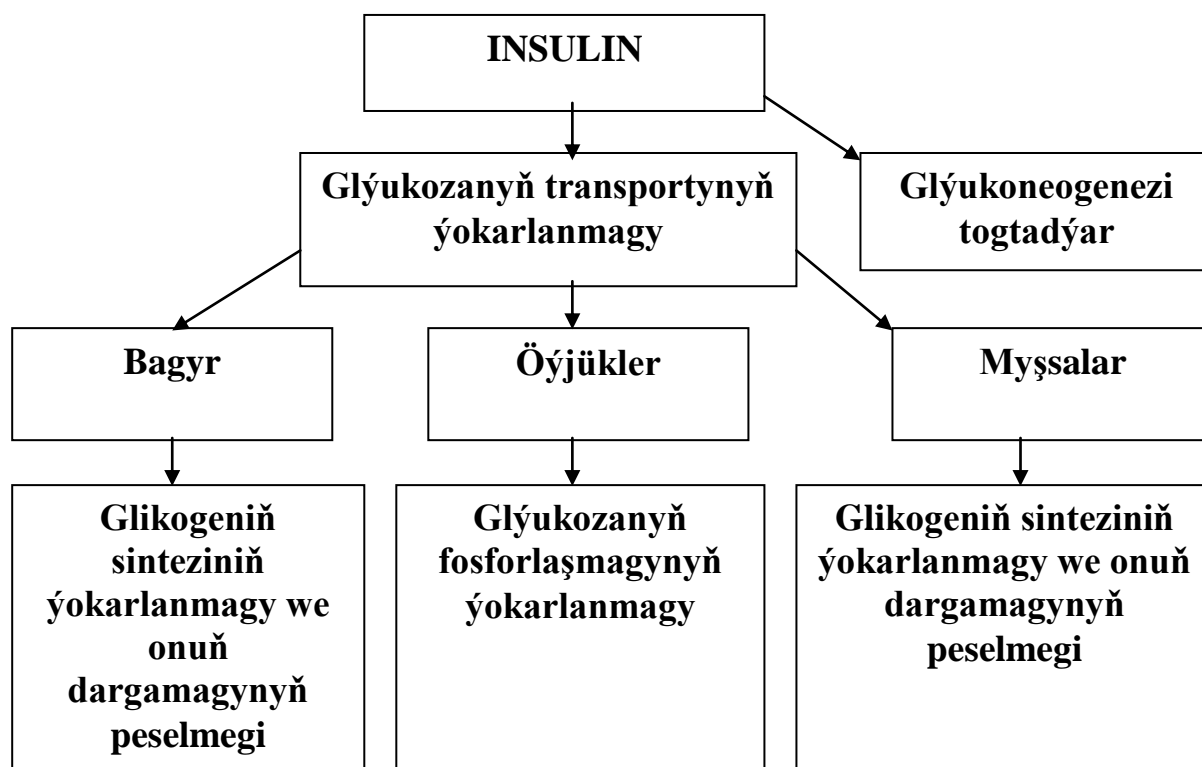 INSULIN
Glýukozanyň transportynyň
ýokarlanmagy
Glýukoneogenezi
togtadýar
Bagyr
Öýjükler
Myşsalar
Glikogeniň
sinteziniň
ýokarlanmagy we
onuň
dargamagynyň
peselmegi
Glýukozanyň
fosforlaşmagynyň
ýokarlanmagy
Glikogeniň sinteziniň
ýokarlanmagy we onuň
dargamagynyň
peselmegi